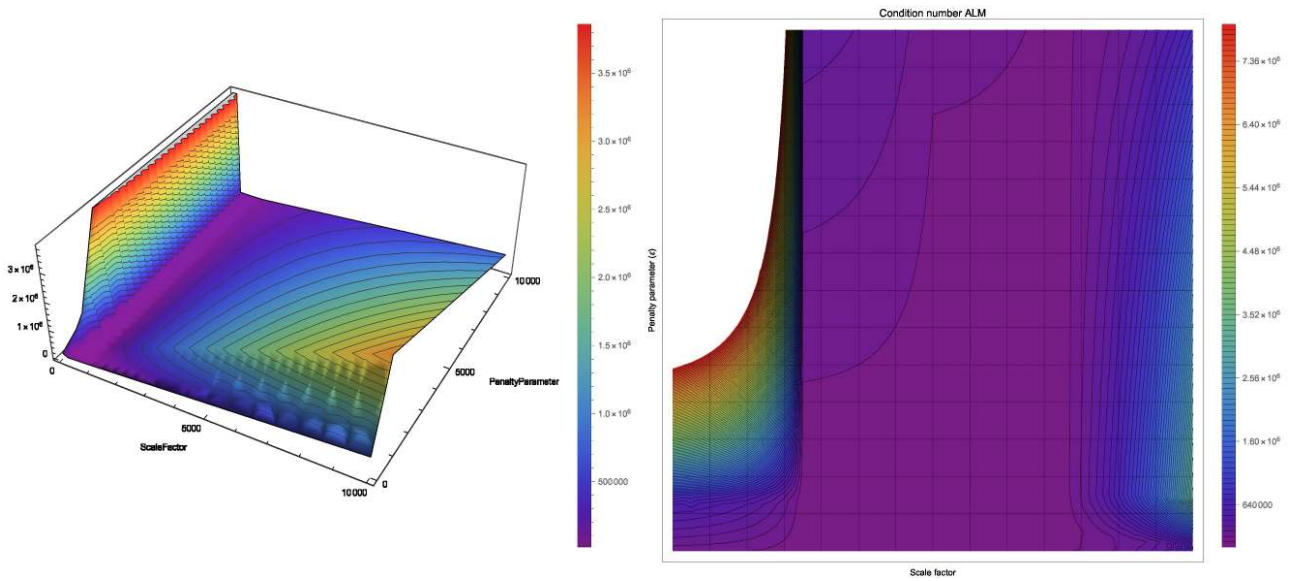 3 × 10⁶
2 × 10⁶
1 × 10⁶
0
0
5000
10000
ScaleFactor
0
5000
10000
PenaltyParameter
3.5 × 10⁶
3.0 × 10⁶
2.5 × 10⁶
2.0 × 10⁶
1.5 × 10⁶
1.0 × 10⁶
500000
Condition number ALM
Penalty parameter (ε)
Scale factor
7.36 × 10⁶
6.40 × 10⁶
5.44 × 10⁶
4.48 × 10⁶
3.52 × 10⁶
2.56 × 10⁶
1.60 × 10⁶
640000